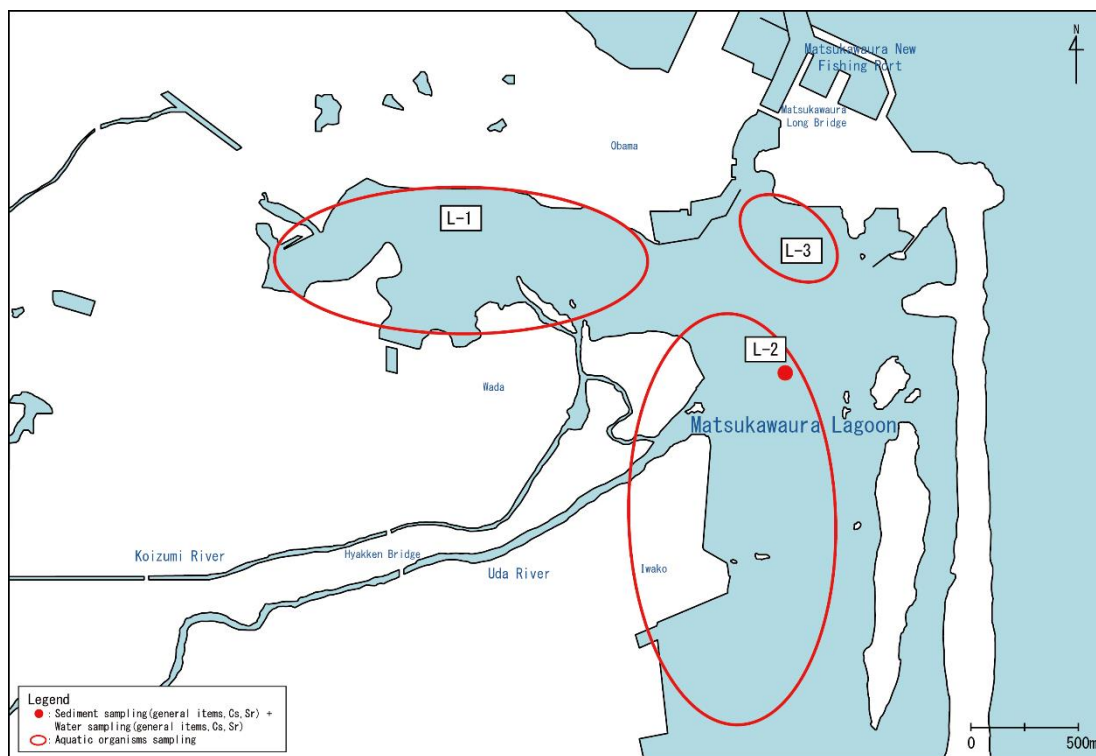 Matsukawaura New
Fishing Port
N
Matsukawaura
Long Bridge
Obama
L-1
L-3
L-2
Wada
Matsukawaura Lagoon
Koizumi River
Hyakken Bridge
Uda River
Iwako
Legend
: Sediment sampling(general items,Cs,Sr) +
Water sampling(general items,Cs,Sr)
: Aquatic organisms sampling
0 500m